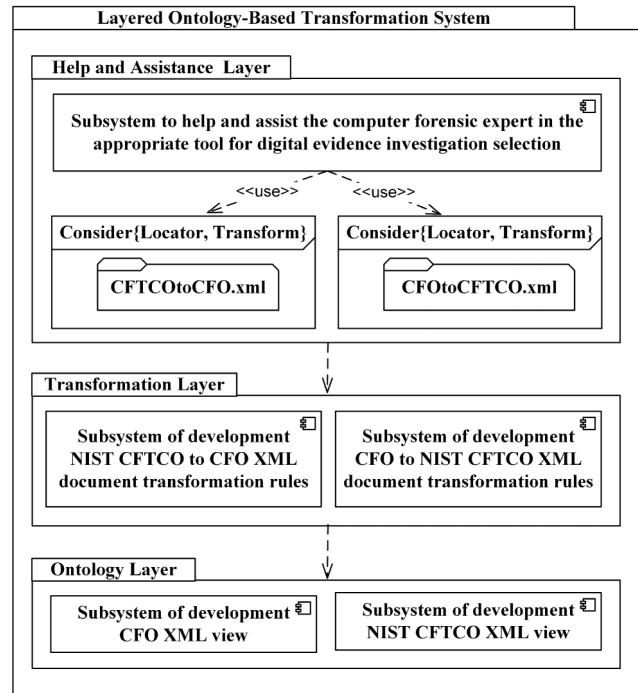 Layered Ontology-Based Transformation System
Help and Assistance Layer
Subsystem to help and assist the computer forensic expert in the
appropriate tool for digital evidence investigation selection
<<use>>
<<use>>
Consider{Locator, Transform}
CFTCOtoCFO.xml
Consider{Locator, Transform}
CFOtoCFTCO.xml
Transformation Layer
Subsystem of development
NIST CFTCO to CFO XML
document transformation rules
Subsystem of development
CFO to NIST CFTCO XML
document transformation rules
Ontology Layer
Subsystem of development
CFO XML view
Subsystem of development
NIST CFTCO XML view